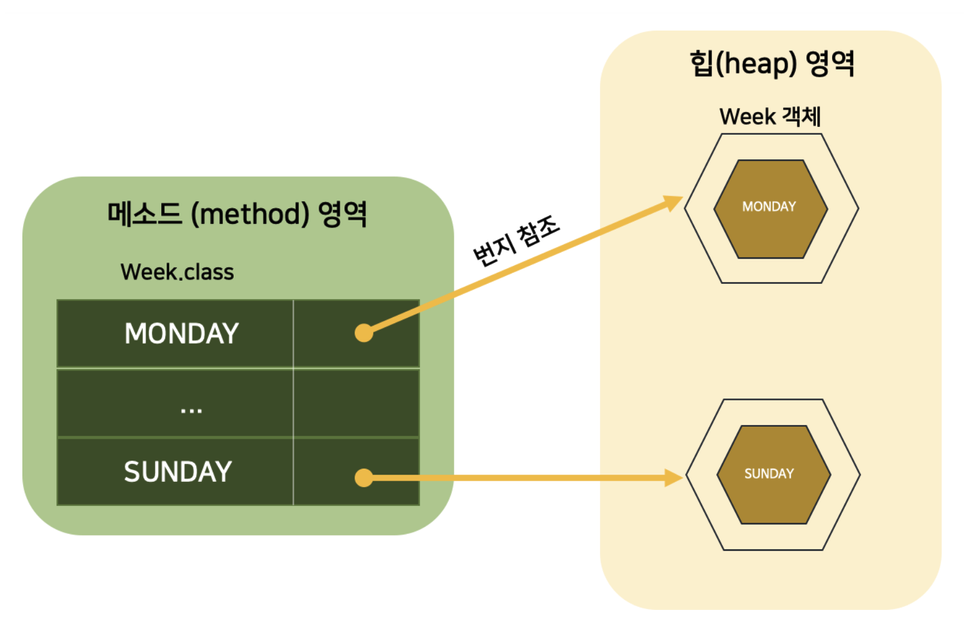 힙(heap) 영역
Week 객체
MONDAY
메소드 (method) 영역
번지 참조
Week.class
MONDAY
...
SUNDAY
SUNDAY